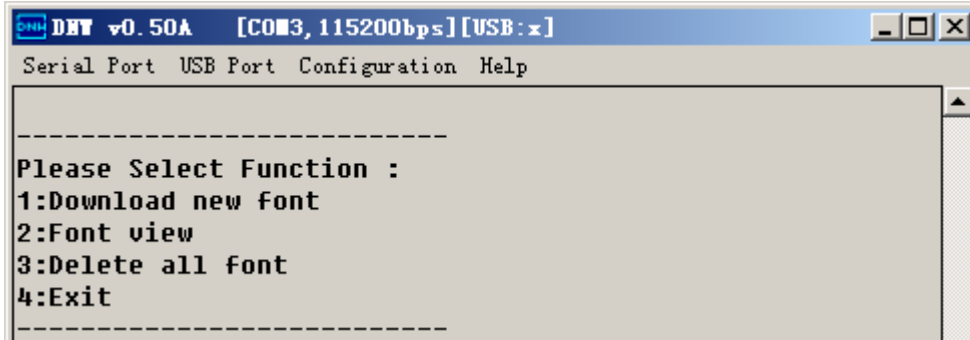 DNW DNW v0.50A [COM3,115200bps][USB:x]
Serial Port USB Port Configuration Help
---------------------------
Please Select Function :
1:Download new font
2:Font view
3:Delete all font
4:Exit
---------------------------